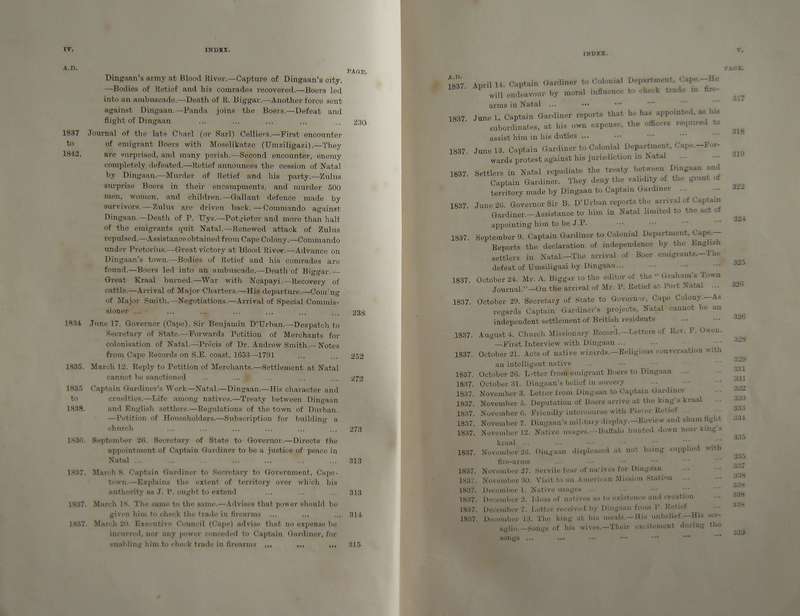 IV. INDEX.
A.D. PAGE.
Dingaan's army at Blood River.—Capture of Dingaan's city.
—Bodies of Retief and his comrades recovered.—Boers led
into an ambuscade.—Death of R. Biggar.—Another force sent
against Dingaan.—Panda joins the Boers.—Defeat and
flight of Dingaan ... ... ... ... ... 230
1837 Journal of the late Charl (or Sarl) Celliers.—First encounter
to of emigrant Boers with Moselikatze (Umziligazi).—They
1842. are surprised, and many perish.—Second encounter, enemy
completely defeated.—Retief announces the cession of Natal
by Dingaan.—Murder of Retief and his party.—Zulus
surprise Boers in their encampments, and murder 500
men, women, and children.—Gallant defence made by
survivors.—Zulus are driven back.—Commando against
Dingaan.—Death of P. Uys.—Potgieter and more than half
of the emigrants quit Natal.—Renewed attack of Zulus
repulsed.—Assistance obtained from Cape Colony.—Commando
under Pretorius.—Great victory at Blood River.—Advance on
Dingaan's town.—Bodies of Retief and his comrades are
found.—Boers led into an ambuscade.—Death of Biggar.—
Great Kraal burned.—War with Ncapayi.—Recovery of
cattle.—Arrival of Major Charters.—His departure.—Coming
of Major Smith.—Negotiations.—Arrival of Special Commis-
sioner ... ... ... ... ... ... 238
1834 June 17. Governor (Cape), Sir Benjamin D'Urban.—Despatch to
Secretary of State.—Forwards Petition of Merchants for
colonisation of Natal.—Précis of Dr. Andrew Smith.—Notes
from Cape Records on S.E. coast, 1653–1791 ... ... 252
1835. March 12. Reply to Petition of Merchants.—Settlement at Natal
cannot be sanctioned ... ... ... ... 272
1835 Captain Gardiner's Work—Natal.—Dingaan.—His character and
to cruelties.—Life among natives.—Treaty between Dingaan
1838. and English settlers.—Regulations of the town of Durban.
—Petition of Householders.—Subscription for building a
church ... ... ... ... ... ... 273
1836. September 26. Secretary of State to Governor.—Directs the
appointment of Captain Gardiner to be a justice of peace in
Natal ... ... ... ... ... ... 313
1837. March 8. Captain Gardiner to Secretary to Government, Cape-
town.—Explains the extent of territory over which his
authority as J. P. ought to extend ... ... ... 313
1837. March 18. The same to the same.—Advises that power should be
given him to check the trade in firearms ... ... ... 314
1837. March 20. Executive Council (Cape) advise that no expense be
incurred, nor any power conceded to Captain Gardiner, for
enabling him to check trade in firearms ... ... ... 315
INDEX. V.
A.D. PAGE.
1837. April 14. Captain Gardiner to Colonial Department, Cape.—He
will endeavour by moral influence to check trade in fire-
arms in Natal ... ... ... ... ... 317
1837. June 1. Captain Gardiner reports that he has appointed, as his
subordinates, at his own expense, the officers required to
assist him in his duties ... ... ... ... 318
1837. June 13. Captain Gardiner to Colonial Department, Cape.—For-
wards protest against his jurisdiction in Natal ... ... 319
1837. Settlers in Natal repudiate the treaty between Dingaan and
Captain Gardiner. They deny the validity of the grant of
territory made by Dingaan to Captain Gardiner ... ... 322
1837. June 26. Governor Sir B. D'Urban reports the arrival of Captain
Gardiner.—Assistance to him in Natal limited to the act of
appointing him to be J.P. ... ... ... ... 324
1837. September 9. Captain Gardiner to Colonial Department, Cape.—
Reports the declaration of independence by the English
settlers in Natal.—The arrival of Boer emigrants.—The
defeat of Umziligazi by Dingaan... ... ... ... 325
1837. October 24. Mr. A. Biggar to the editor of the "Graham's Town
Journal."—On the arrival of Mr. P. Retief at Port Natal ... 326
1837. October 29. Secretary of State to Governor, Cape Colony.—As
regards Captain Gardiner's projects, Natal cannot be an
independent settlement of British residents ... ... 326
1837. August 4. Church Missionary Record.—Letters of Rev. F. Owen.
—First Interview with Dingaan ... ... ... 328
1837. October 21. Acts of native wizards.—Religious conversation with
an intelligent native ... ... ... ... 329
1837. October 26. Letter from emigrant Boers to Dingaan ... 331
1837. October 31. Dingaan's belief in sorcery ... ... ... 331
1837. November 3. Letter from Dingaan to Captain Gardiner ... 332
1837. November 5. Deputation of Boers arrive at the king's kraal ... 333
1837. November 6. Friendly intercourse with Pieter Retief ... 333
1837. November 7. Dingaan's military display.—Review and sham fight 334
1837. November 12. Native usages.—Buffalo hunted down near king's
kraal ... ... ... ... ... ... 335
1837. November 26. Dingaan displeased at not being supplied with
fire-arms ... ... ... ... ... 335
1837. November 27. Servile fear of natives for Dingaan ... ... 337
1837. November 30. Visit to an American Mission Station ... 338
1837. December 1. Native usages ... ... ... ... 338
1837. December 2. Ideas of natives as to existence and creation ... 338
1837. December 7. Letter received by Dingaan from P. Retief ... 338
1837. December 13. The king at his meals.—His unbelief.—His ser-
aglio.—Songs of his wives.—Their excitement during the
songs ... ... ... ... ... ... 339